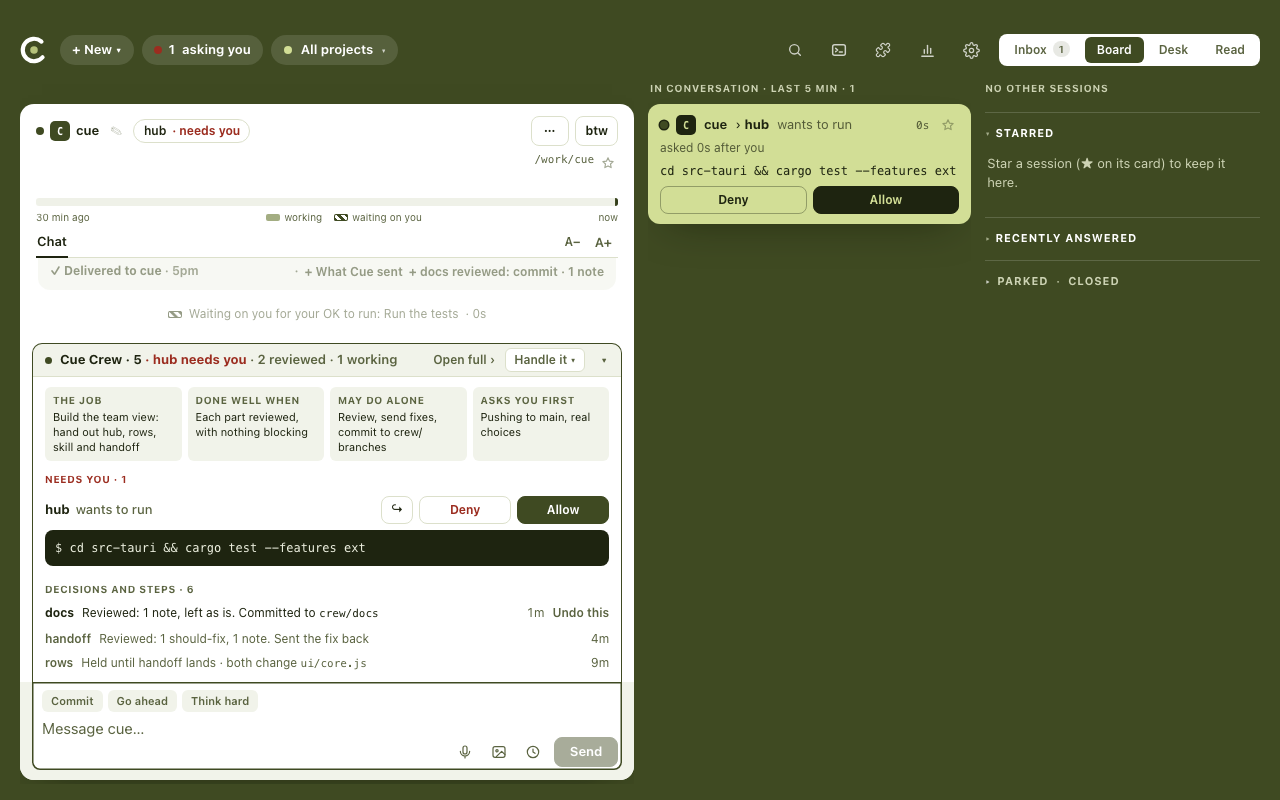 + New ▾
1 asking you
All projects
Inbox 1
Board
Desk
Read
C cue
hub · needs you
···
btw
/work/cue
30 min ago
working
waiting on you
now
Chat
A−
A+
✓ Delivered to cue · 5pm
· + What Cue sent + docs reviewed: commit · 1 note
Waiting on you for your OK to run: Run the tests · 0s
Cue Crew · 5 · hub needs you · 2 reviewed · 1 working
Open full ›
Handle it ▾
THE JOB
Build the team view:
hand out hub, rows,
skill and handoff
DONE WELL WHEN
Each part reviewed,
with nothing blocking
MAY DO ALONE
Review, send fixes,
commit to crew/
branches
ASKS YOU FIRST
Pushing to main, real
choices
NEEDS YOU · 1
hub wants to run
Deny
Allow
$ cd src-tauri && cargo test --features ext
DECISIONS AND STEPS · 6
docs Reviewed: 1 note, left as is. Committed to crew/docs 1m Undo this
handoff Reviewed: 1 should-fix, 1 note. Sent the fix back 4m
rows Held until handoff lands · both change ui/core.js 9m
Commit
Go ahead
Think hard
Message cue...
Send
IN CONVERSATION · LAST 5 MIN · 1
C cue › hub wants to run 0s
asked 0s after you
cd src-tauri && cargo test --features ext
Deny
Allow
NO OTHER SESSIONS
STARRED
Star a session (★ on its card) to keep it
here.
RECENTLY ANSWERED
PARKED · CLOSED